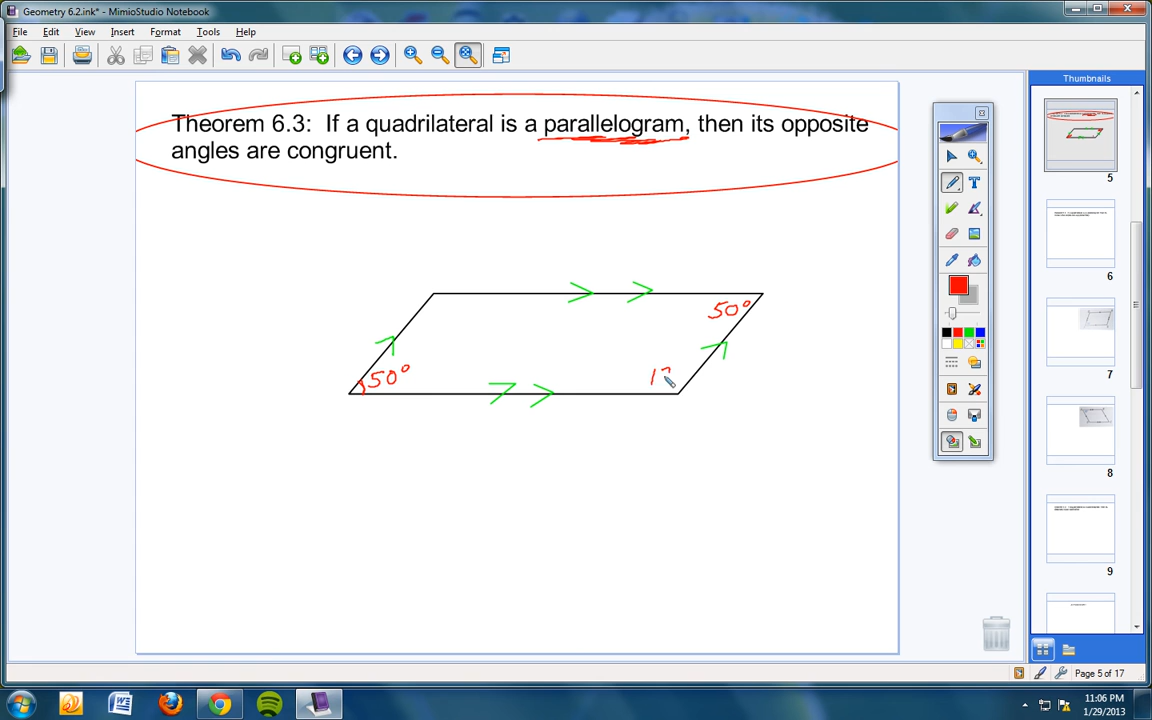 Geometry 6.2.ink* - MimioStudio Notebook
File Edit View Insert Format Tools Help
Thumbnails
Theorem 6.3: If a quadrilateral is a parallelogram, then its opposite
angles are congruent.
50°
50°
5
6
7
8
9
Page 5 of 17
11:06 PM
1/29/2013